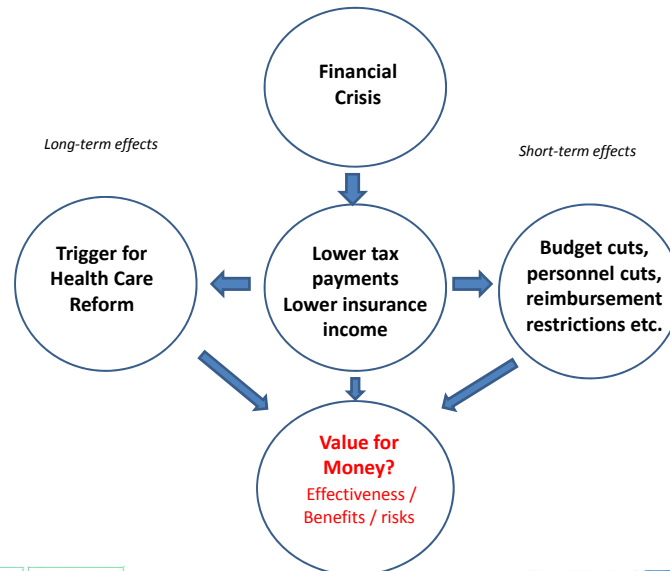 Financial
Crisis
Long-term effects
Short-term effects
Trigger for
Health Care
Reform
Lower tax
payments
Lower insurance
income
Budget cuts,
personnel cuts,
reimbursement
restrictions etc.
Value for
Money?
Effectiveness /
Benefits / risks